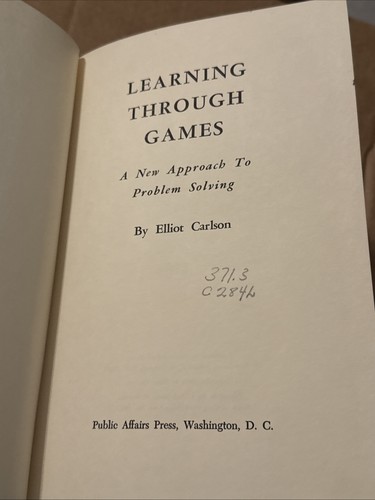 LEARNING
THROUGH
GAMES
A New Approach To
Problem Solving
By Elliot Carlson
371.3
C284L
Public Affairs Press, Washington, D. C.